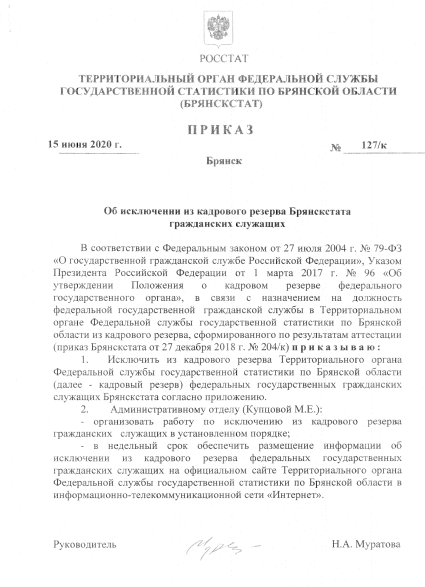 РОССТАТ
ТЕРРИТОРИАЛЬНЫЙ ОРГАН ФЕДЕРАЛЬНОЙ СЛУЖБЫ
ГОСУДАРСТВЕННОЙ СТАТИСТИКИ ПО БРЯНСКОЙ ОБЛАСТИ
(БРЯНСКСТАТ)
П Р И К А З
15 июня 2020 г. № 127/к
Брянск
Об исключении из кадрового резерва Брянскстата
гражданских служащих
В соответствии с Федеральным законом от 27 июля 2004 г. № 79-ФЗ
«О государственной гражданской службе Российской Федерации», Указом
Президента Российской Федерации от 1 марта 2017 г. № 96 «Об
утверждении Положения о кадровом резерве федерального
государственного органа», в связи с назначением на должность
федеральной государственной гражданской службы в Территориальном
органе Федеральной службы государственной статистики по Брянской
области из кадрового резерва, сформированного по результатам аттестации
(приказ Брянскстата от 27 декабря 2018 г. № 204/к) п р и к а з ы в а ю :
1. Исключить из кадрового резерва Территориального органа
Федеральной службы государственной статистики по Брянской области
(далее - кадровый резерв) федеральных государственных гражданских
служащих Брянскстата согласно приложению.
2. Административному отделу (Купцовой М.Е.):
- организовать работу по исключению из кадрового резерва
гражданских служащих в установленном порядке;
- в недельный срок обеспечить размещение информации об
исключении из кадрового резерва федеральных государственных
гражданских служащих на официальном сайте Территориального органа
Федеральной службы государственной статистики по Брянской области в
информационно-телекоммуникационной сети «Интернет».
Руководитель Н.А. Муратова